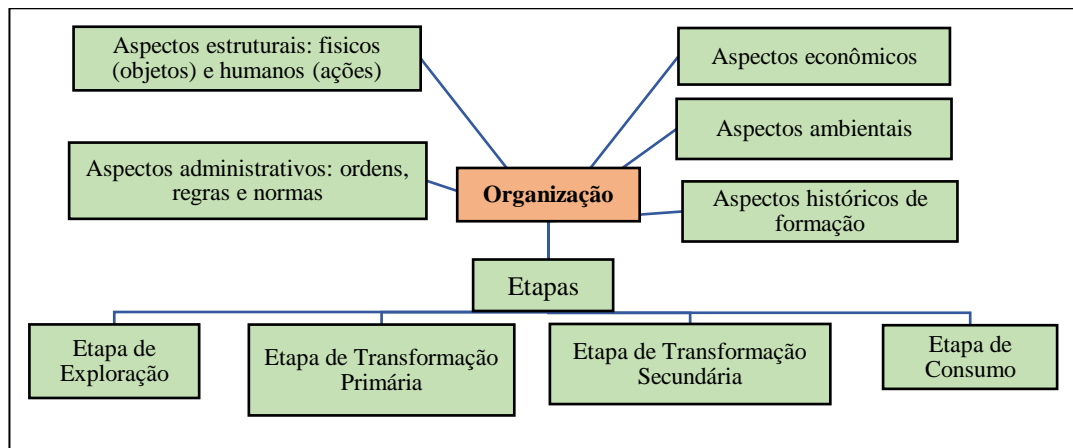 Aspectos estruturais: fisicos
(objetos) e humanos (ações)
Aspectos econômicos
Aspectos ambientais
Aspectos administrativos: ordens,
regras e normas
Organização
Aspectos históricos de
formação
Etapas
Etapa de
Exploração
Etapa de Transformação
Primária
Etapa de Transformação
Secundária
Etapa de
Consumo